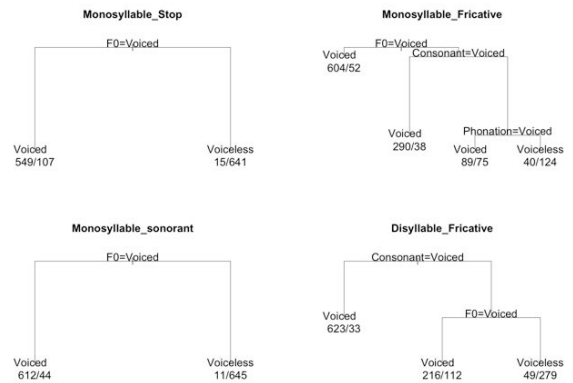 Monosyllable_Stop
F0=Voiced
Voiced
549/107
Voiceless
15/641
Monosyllable_Fricative
F0=Voiced
Voiced
604/52
Consonant=Voiced
Voiced
290/38
Phonation=Voiced
Voiced
89/75
Voiceless
40/124
Monosyllable_sonorant
F0=Voiced
Voiced
612/44
Voiceless
11/645
Disyllable_Fricative
Consonant=Voiced
Voiced
623/33
F0=Voiced
Voiced
216/112
Voiceless
49/279